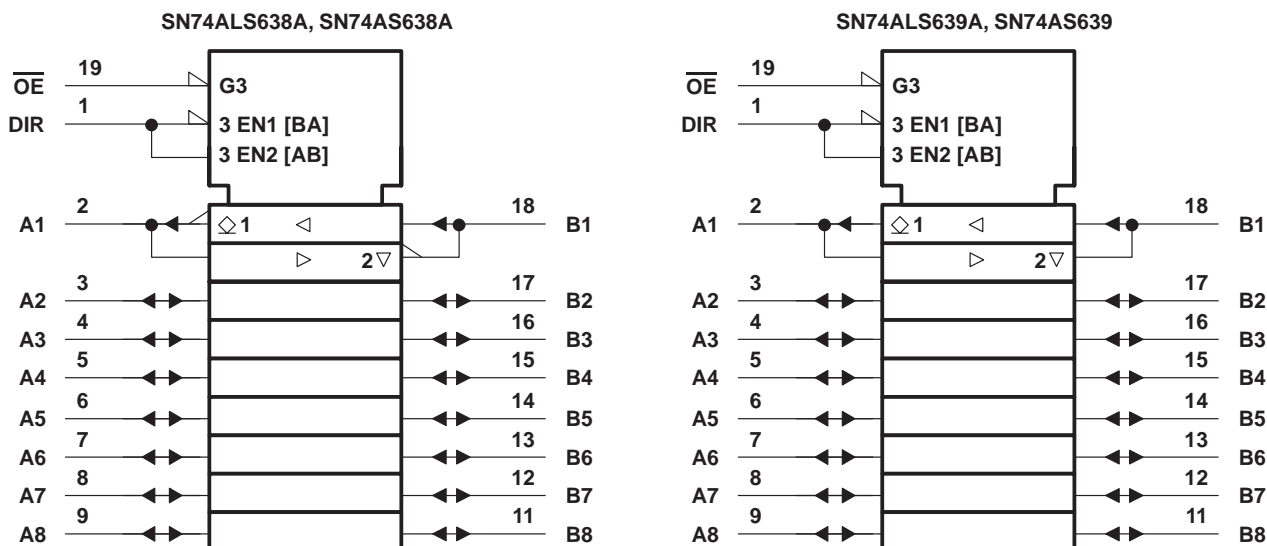 SN74ALS638A, SN74AS638A
19
OE
G3
1
DIR
3 EN1 [BA]
3 EN2 [AB]
2
18
A1
1
B1
2
3
17
A2
B2
4
16
A3
B3
5
15
A4
B4
6
14
A5
B5
7
13
A6
B6
8
12
A7
B7
9
11
A8
B8
SN74ALS639A, SN74AS639
19
OE
G3
1
DIR
3 EN1 [BA]
3 EN2 [AB]
2
18
A1
1
B1
2
3
17
A2
B2
4
16
A3
B3
5
15
A4
B4
6
14
A5
B5
7
13
A6
B6
8
12
A7
B7
9
11
A8
B8